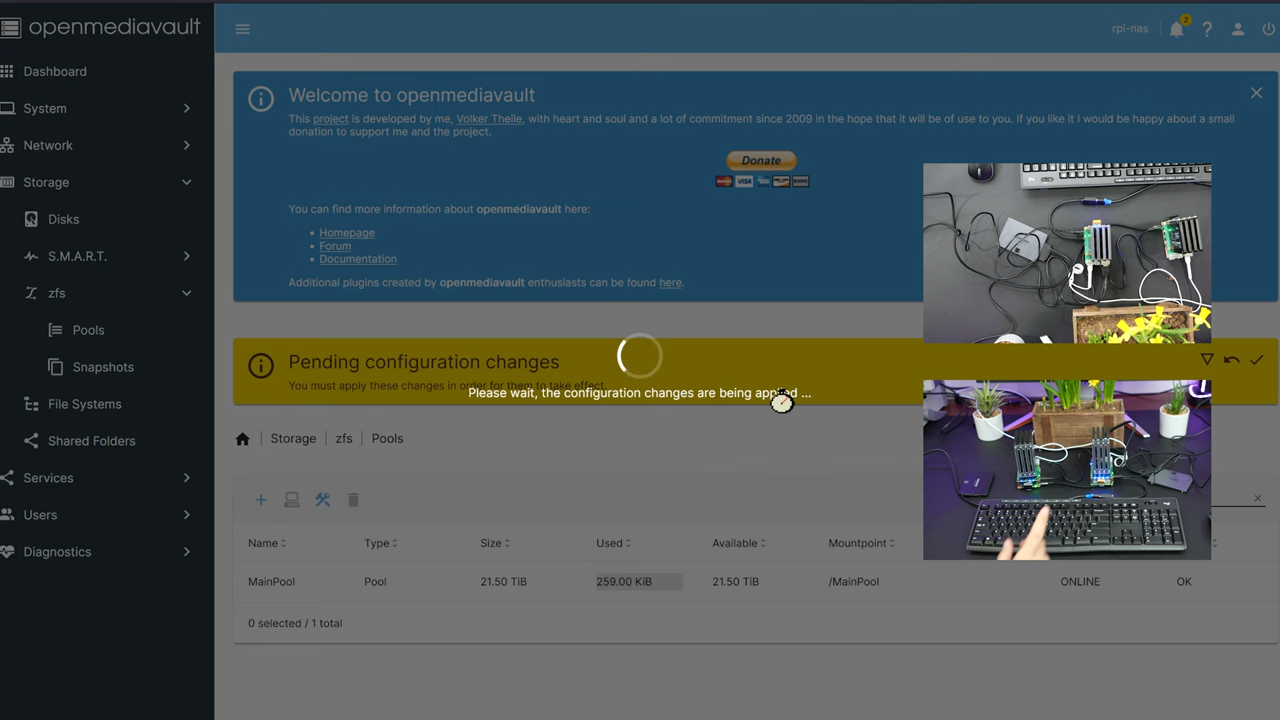 openmediavault
rpi-nas
2
?
Dashboard
System
Network
Storage
Disks
S.M.A.R.T.
zfs
Pools
Snapshots
File Systems
Shared Folders
Services
Users
Diagnostics
Welcome to openmediavault
This project is developed by me, Volker Theile, with heart and soul and a lot of commitment since 2009 in the hope that it will be of use to you. If you like it I would be happy about a small
donation to support me and the project.
Donate
VISA
You can find more information about openmediavault here:
• Homepage
• Forum
• Documentation
Additional plugins created by openmediavault enthusiasts can be found here.
Pending configuration changes
You must apply these changes in order for them to take effect.
Please wait, the configuration changes are being applied ...
Storage | zfs | Pools
Name Type Size Used Available Mountpoint
MainPool Pool 21.50 TiB 259.00 KiB 21.50 TiB /MainPool ONLINE OK
0 selected / 1 total